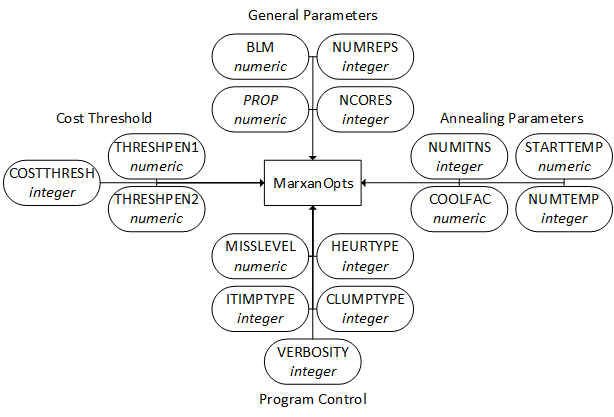 General Parameters
BLM
numeric
NUMREPS
integer
PROP
numeric
NCORES
integer
Cost Threshold
THRESHPEN1
numeric
COSTTHRESH
integer
THRESHPEN2
numeric
MarxanOpts
Annealing Parameters
NUMITNS
integer
STARTTEMP
numeric
COOLFAC
numeric
NUMTEMP
integer
MISSLEVEL
numeric
HEURTYPE
integer
ITIMPTYPE
integer
CLUMPTYPE
integer
VERBOSITY
integer
Program Control